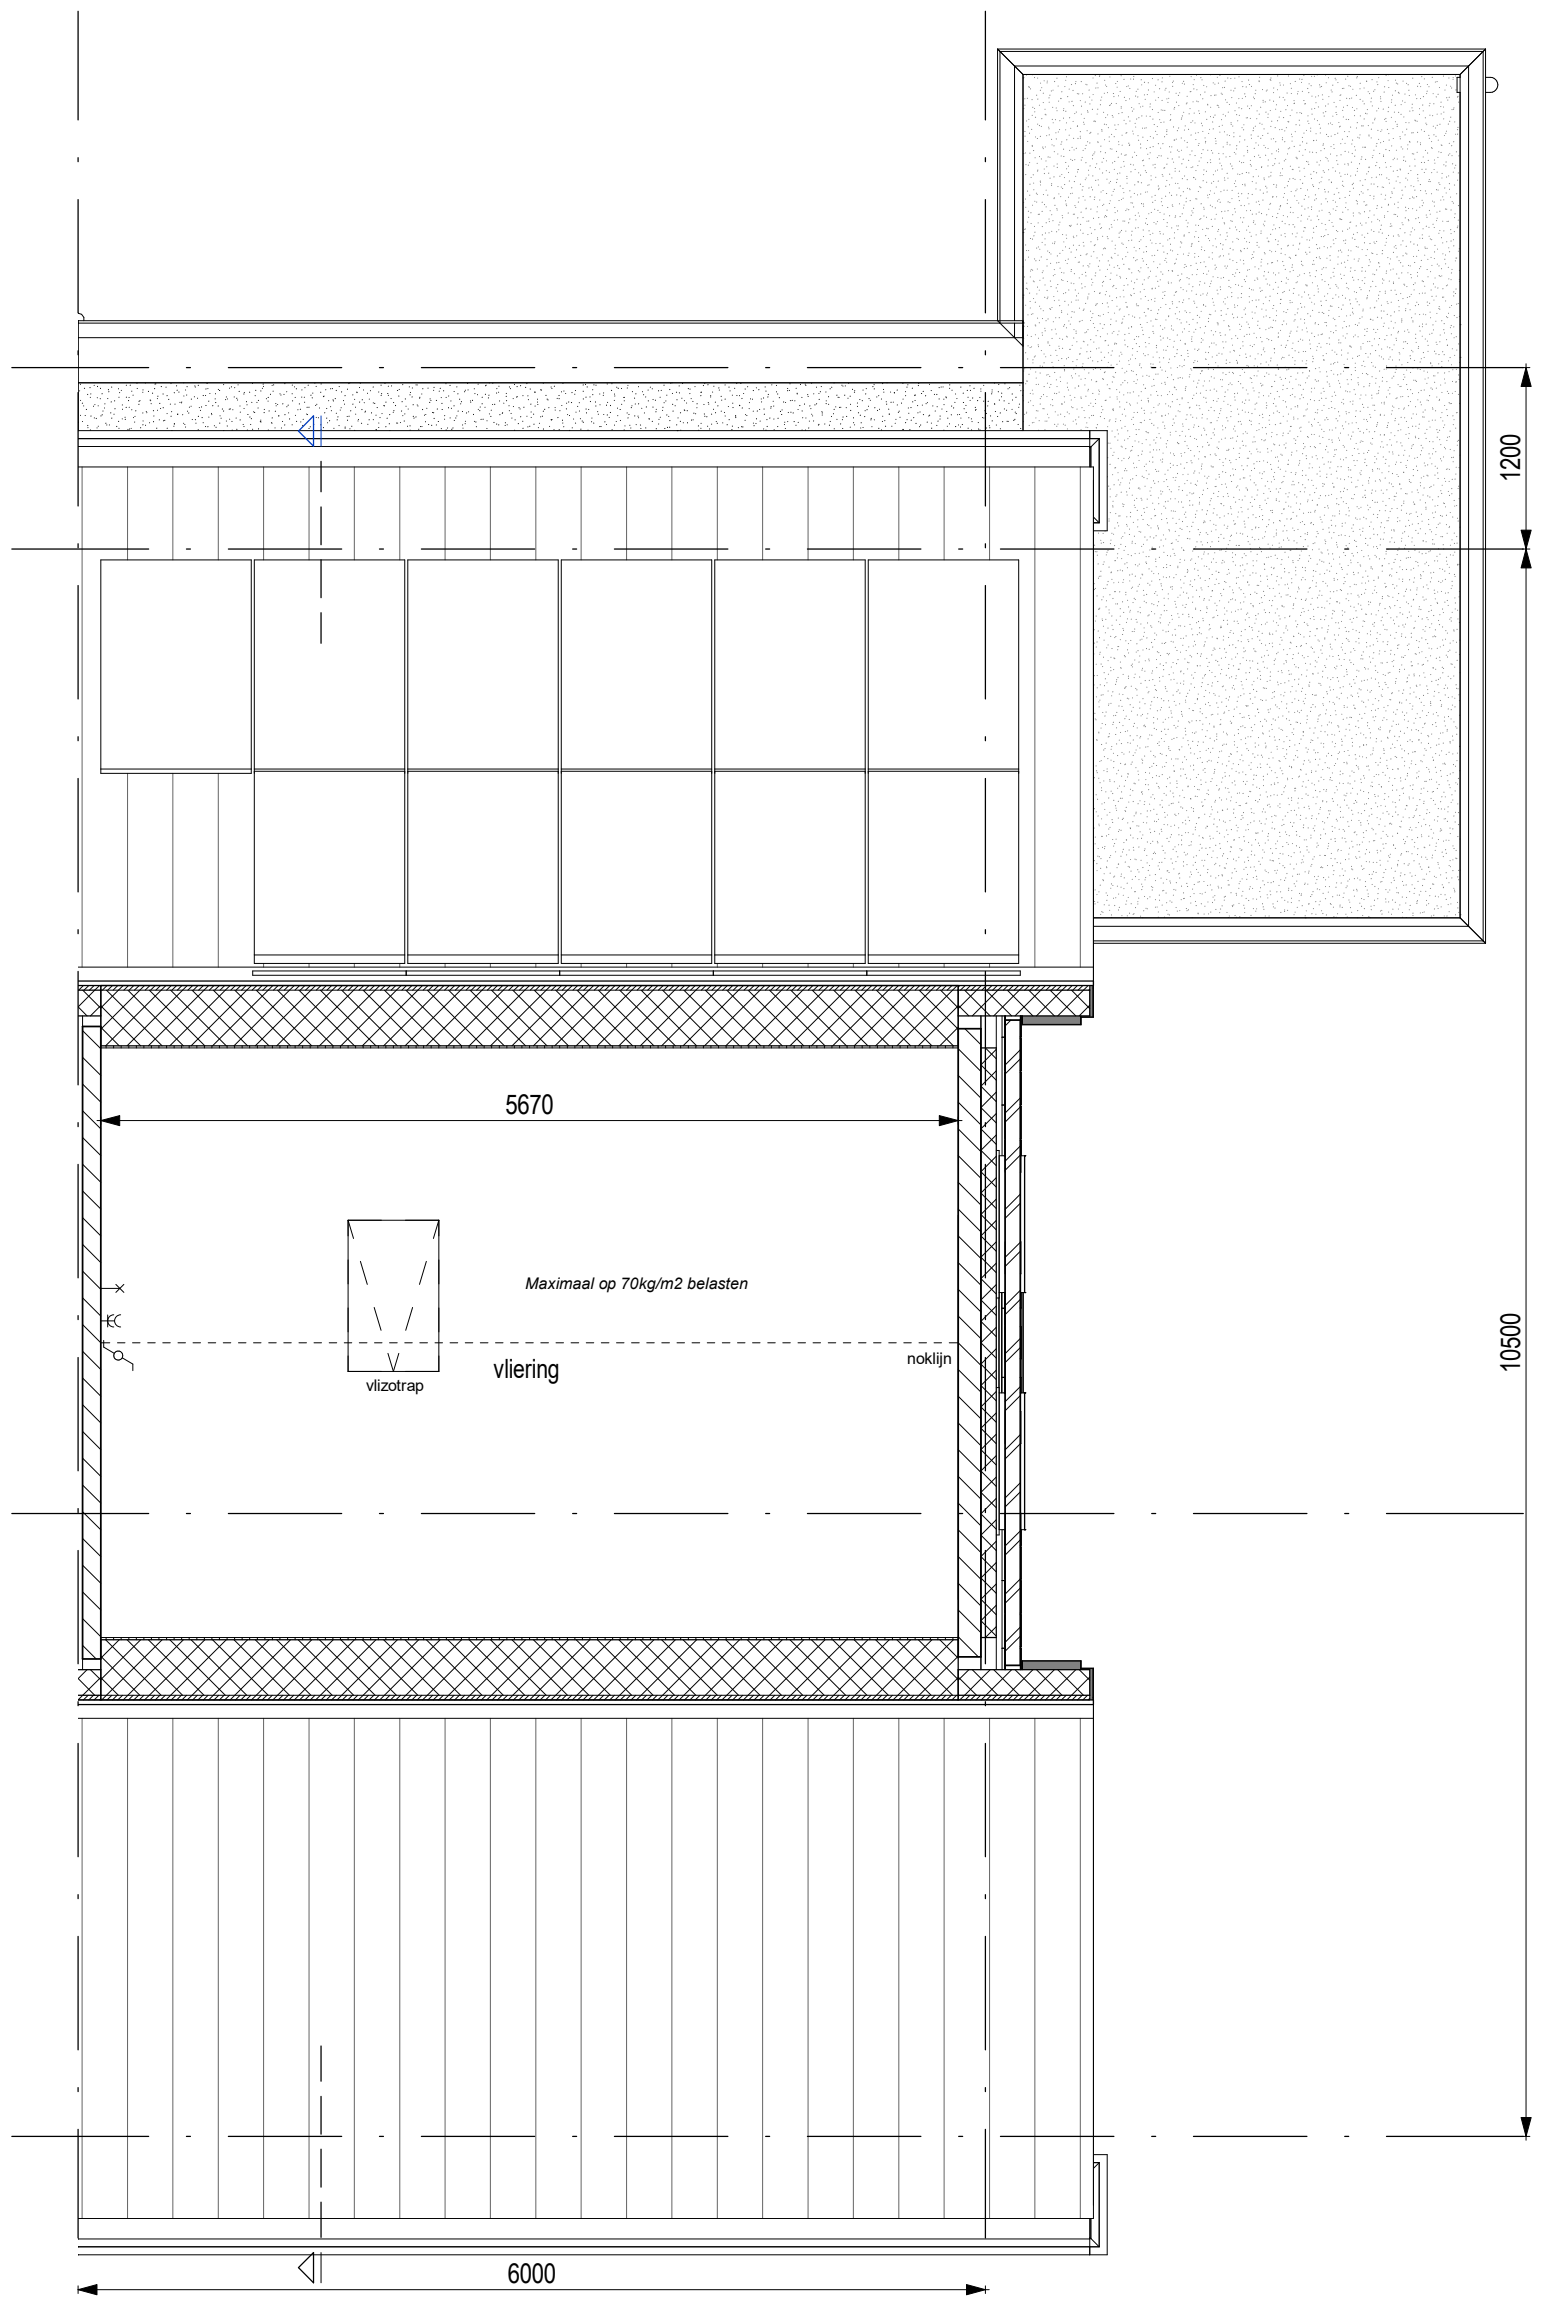 1200
5670
Maximaal op 70kg/m2 belasten
10500
noklijn
vliering
vlizotrap
6000